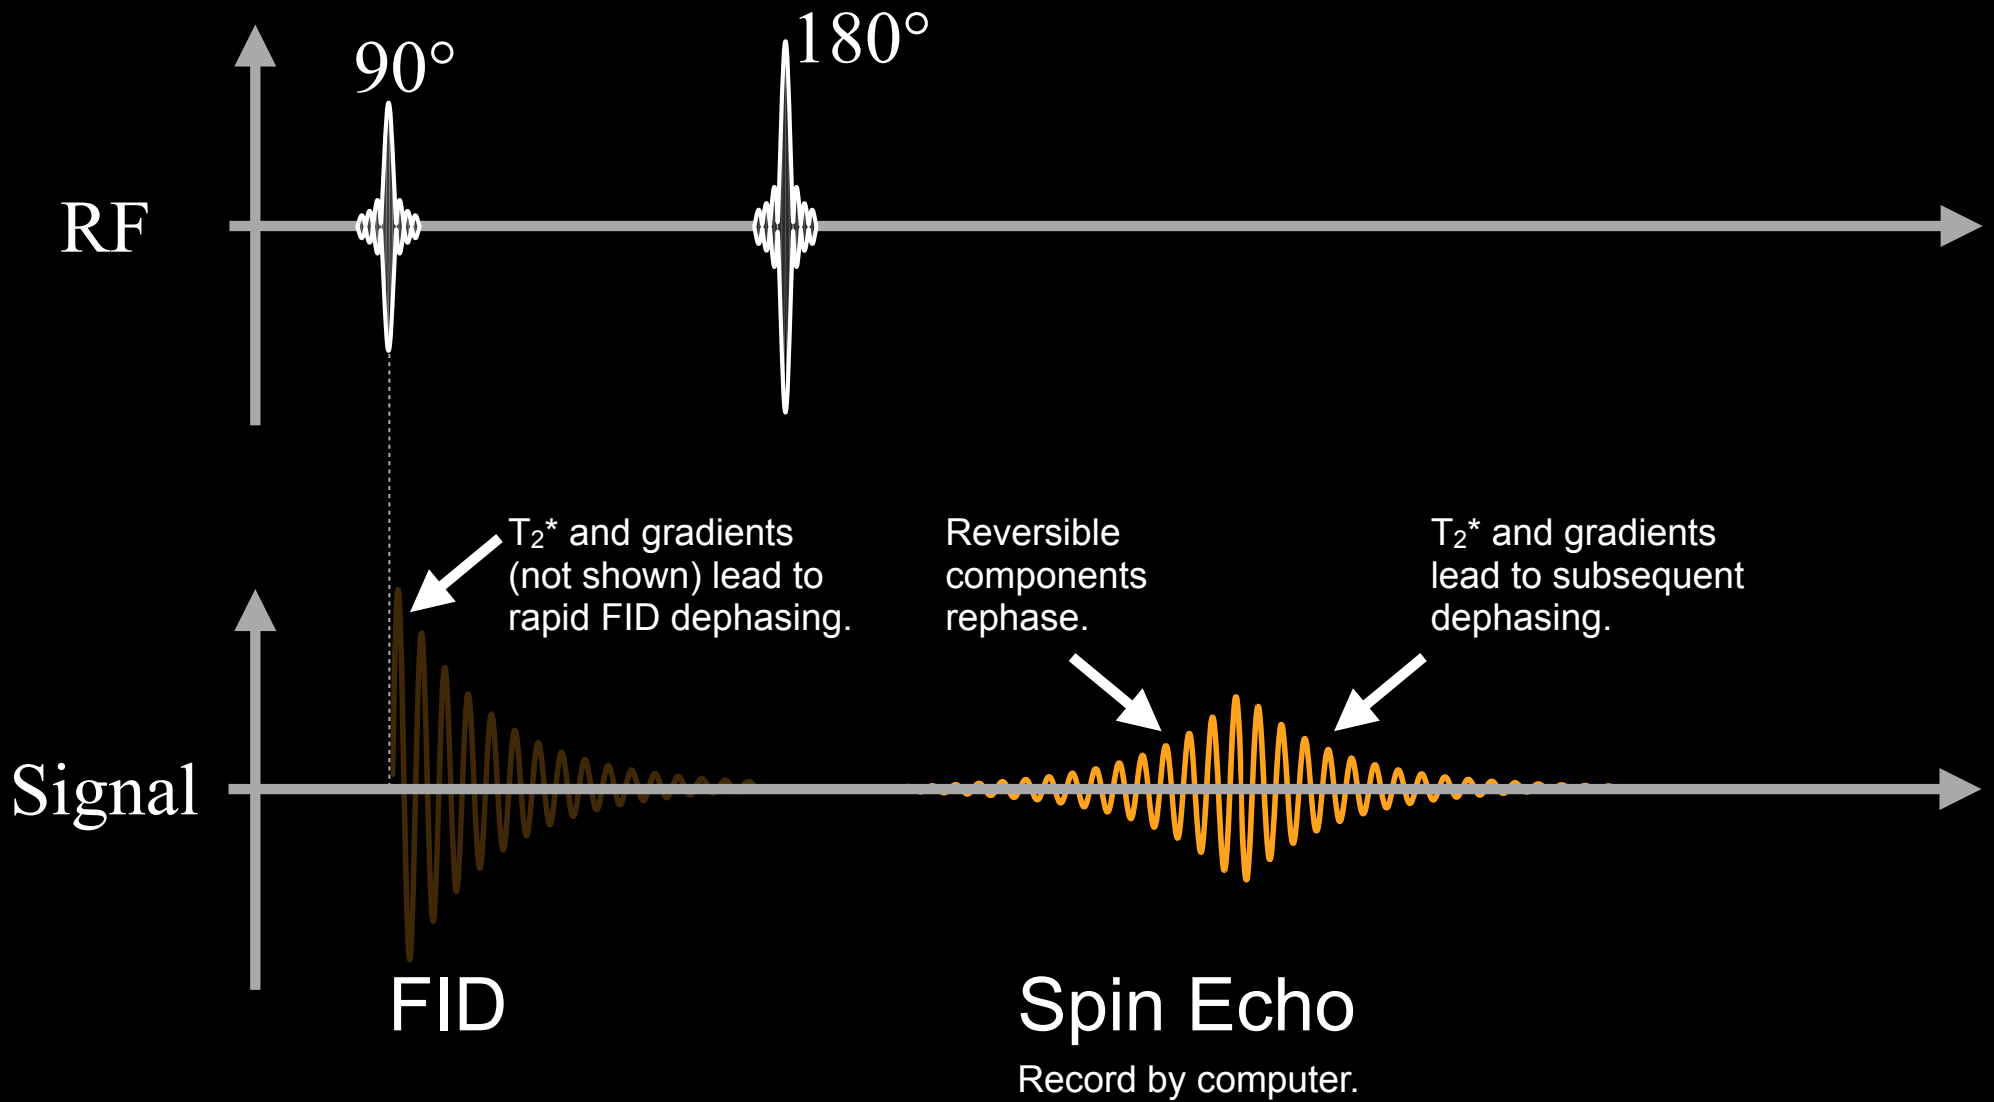 90°
180°
RF
T₂* and gradients
(not shown) lead to
rapid FID dephasing.
Reversible
components
rephase.
T₂* and gradients
lead to subsequent
dephasing.
Signal
FID
Spin Echo
Record by computer.